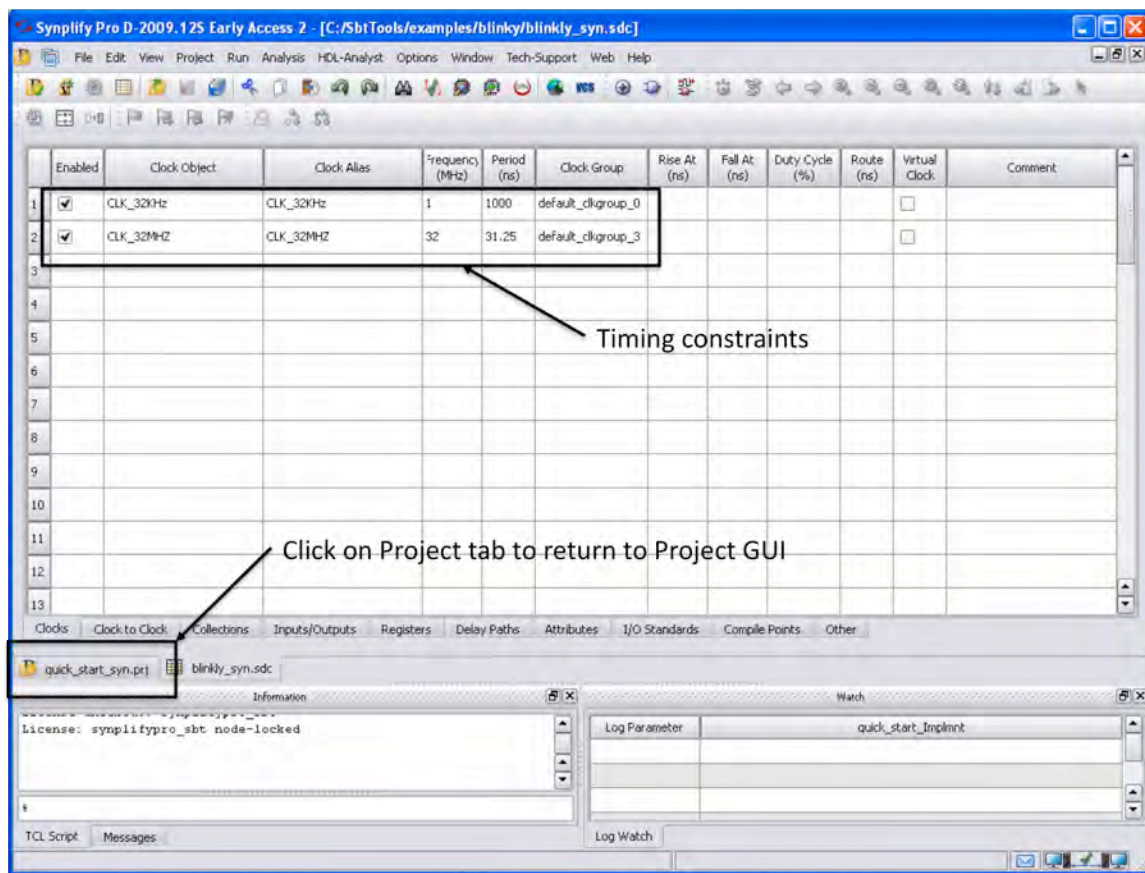 Synplify Pro D-2009.12S Early Access 2 - [C:/SbtTools/examples/blinky/blinkly_syn.sdc]
File Edit View Project Run Analysis HDL-Analyst Options Window Tech-Support Web Help
VCS
Enabled Clock Object Clock Alias Frequency (MHz) Period (ns) Clock Group Rise At (ns) Fall At (ns) Duty Cycle (%) Route (ns) Virtual Clock Comment
1 CLK_32KHz CLK_32KHz 1 1000 default_clkgroup_0
2 CLK_32MHZ CLK_32MHZ 32 31.25 default_clkgroup_3
3
4
5
Timing constraints
6
7
8
9
10
11
Click on Project tab to return to Project GUI
12
13
Clocks Clock to Clock Collections Inputs/Outputs Registers Delay Paths Attributes I/O Standards Compile Points Other
quick_start_syn.prj blinkly_syn.sdc
Information Watch
License: synplifypro_sbt node-locked
Log Parameter quick_start_Implmnt
%
TCL Script Messages Log Watch